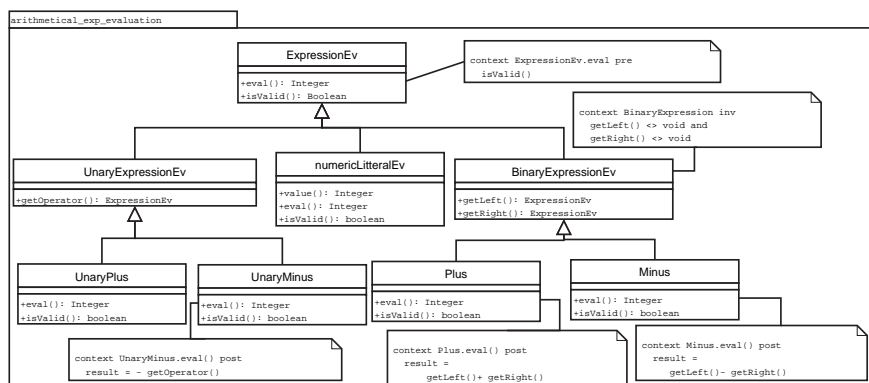 arithmetical_exp_evaluation
ExpressionEv
+eval(): Integer
+isValid(): Boolean
context ExpressionEv.eval pre
isValid()
context BinaryExpression inv
getLeft() <> void and
getRight() <> void
UnaryExpressionEv
+getOperator(): ExpressionEv
numericLitteralEv
+value(): Integer
+eval(): Integer
+isValid(): boolean
BinaryExpressionEv
+getLeft(): ExpressionEv
+getRight(): ExpressionEv
UnaryPlus
+eval(): Integer
+isValid(): boolean
UnaryMinus
+eval(): Integer
+isValid(): boolean
Plus
+eval(): Integer
+isValid(): boolean
Minus
+eval(): Integer
+isValid(): boolean
context UnaryMinus.eval() post
result = - getOperator()
context Plus.eval() post
result =
getLeft()+ getRight()
context Minus.eval() post
result =
getLeft()- getRight()